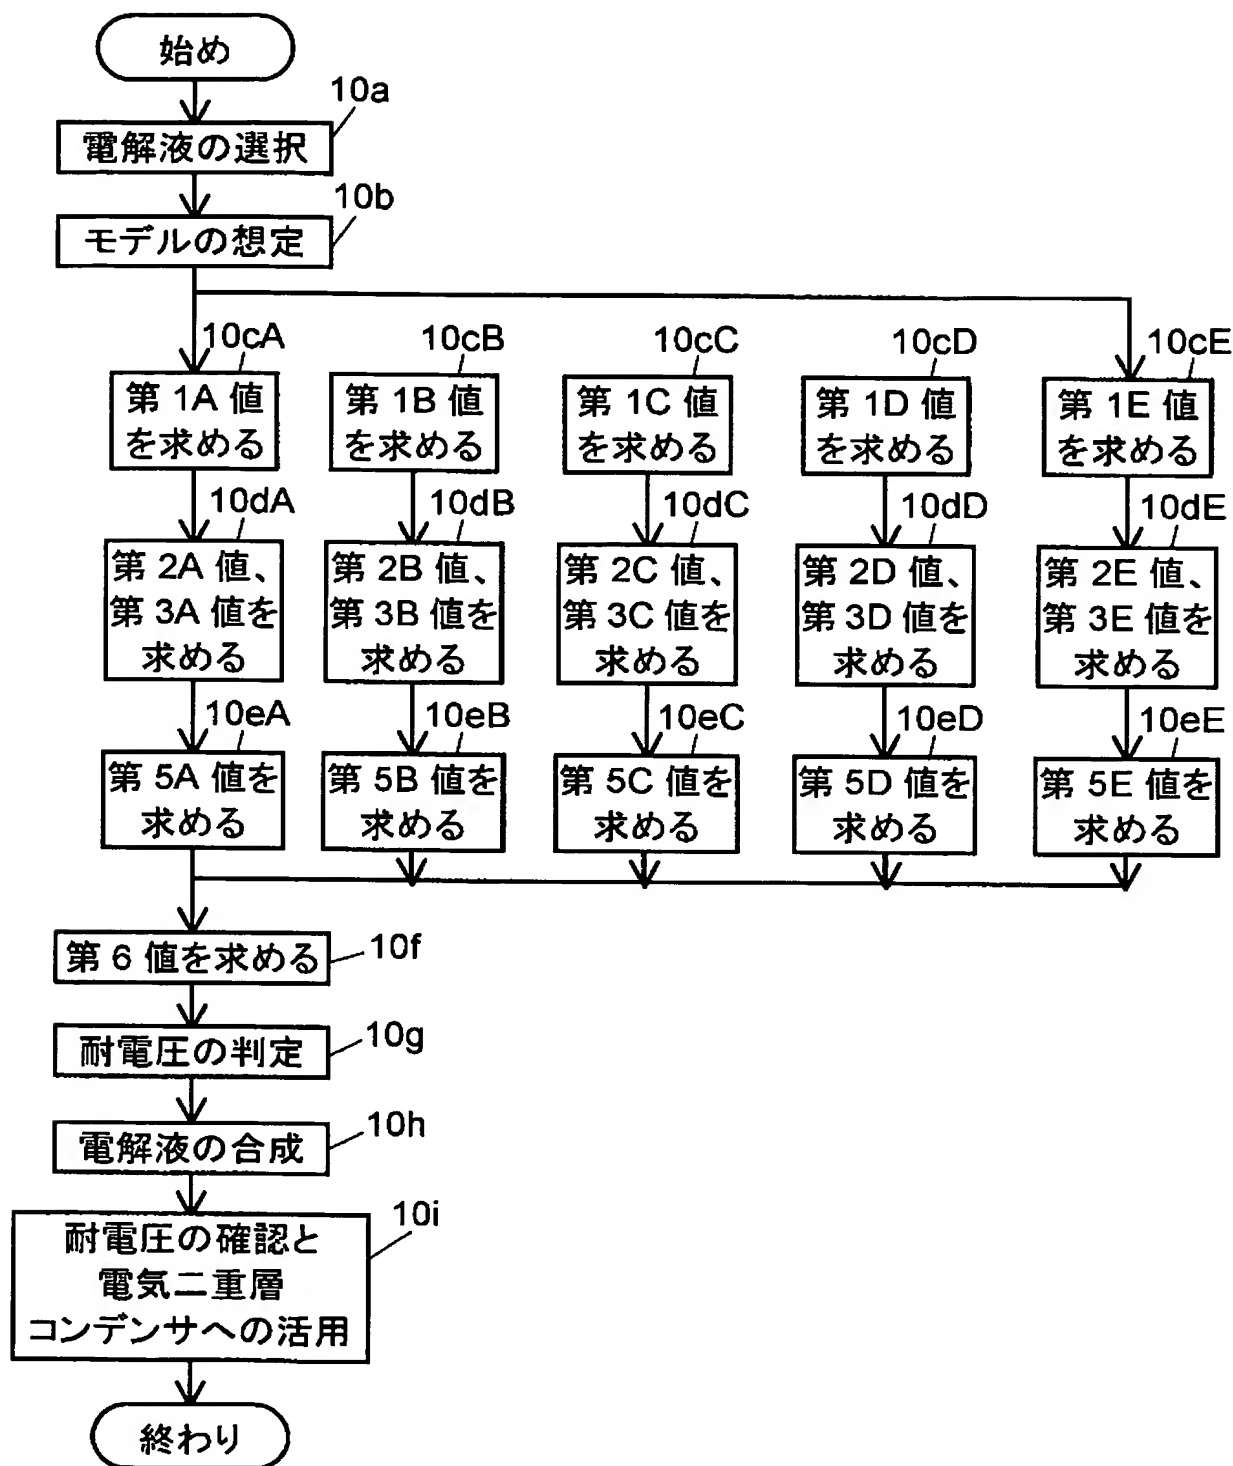 始め
10a
電解液の選択
10b
モデルの想定
10cA
第 1A 値
を求める
10cB
第 1B 値
を求める
10cC
第 1C 値
を求める
10cD
第 1D 値
を求める
10cE
第 1E 値
を求める
10dA
第 2A 値、
第 3A 値を
求める
10dB
第 2B 値、
第 3B 値を
求める
10dC
第 2C 値、
第 3C 値を
求める
10dD
第 2D 値、
第 3D 値を
求める
10dE
第 2E 値、
第 3E 値を
求める
10eA
第 5A 値を
求める
10eB
第 5B 値を
求める
10eC
第 5C 値を
求める
10eD
第 5D 値を
求める
10eE
第 5E 値を
求める
第 6 値を求める
10f
耐電圧の判定
10g
電解液の合成
10h
耐電圧の確認と
電気二重層
コンデンサへの活用
10i
終わり